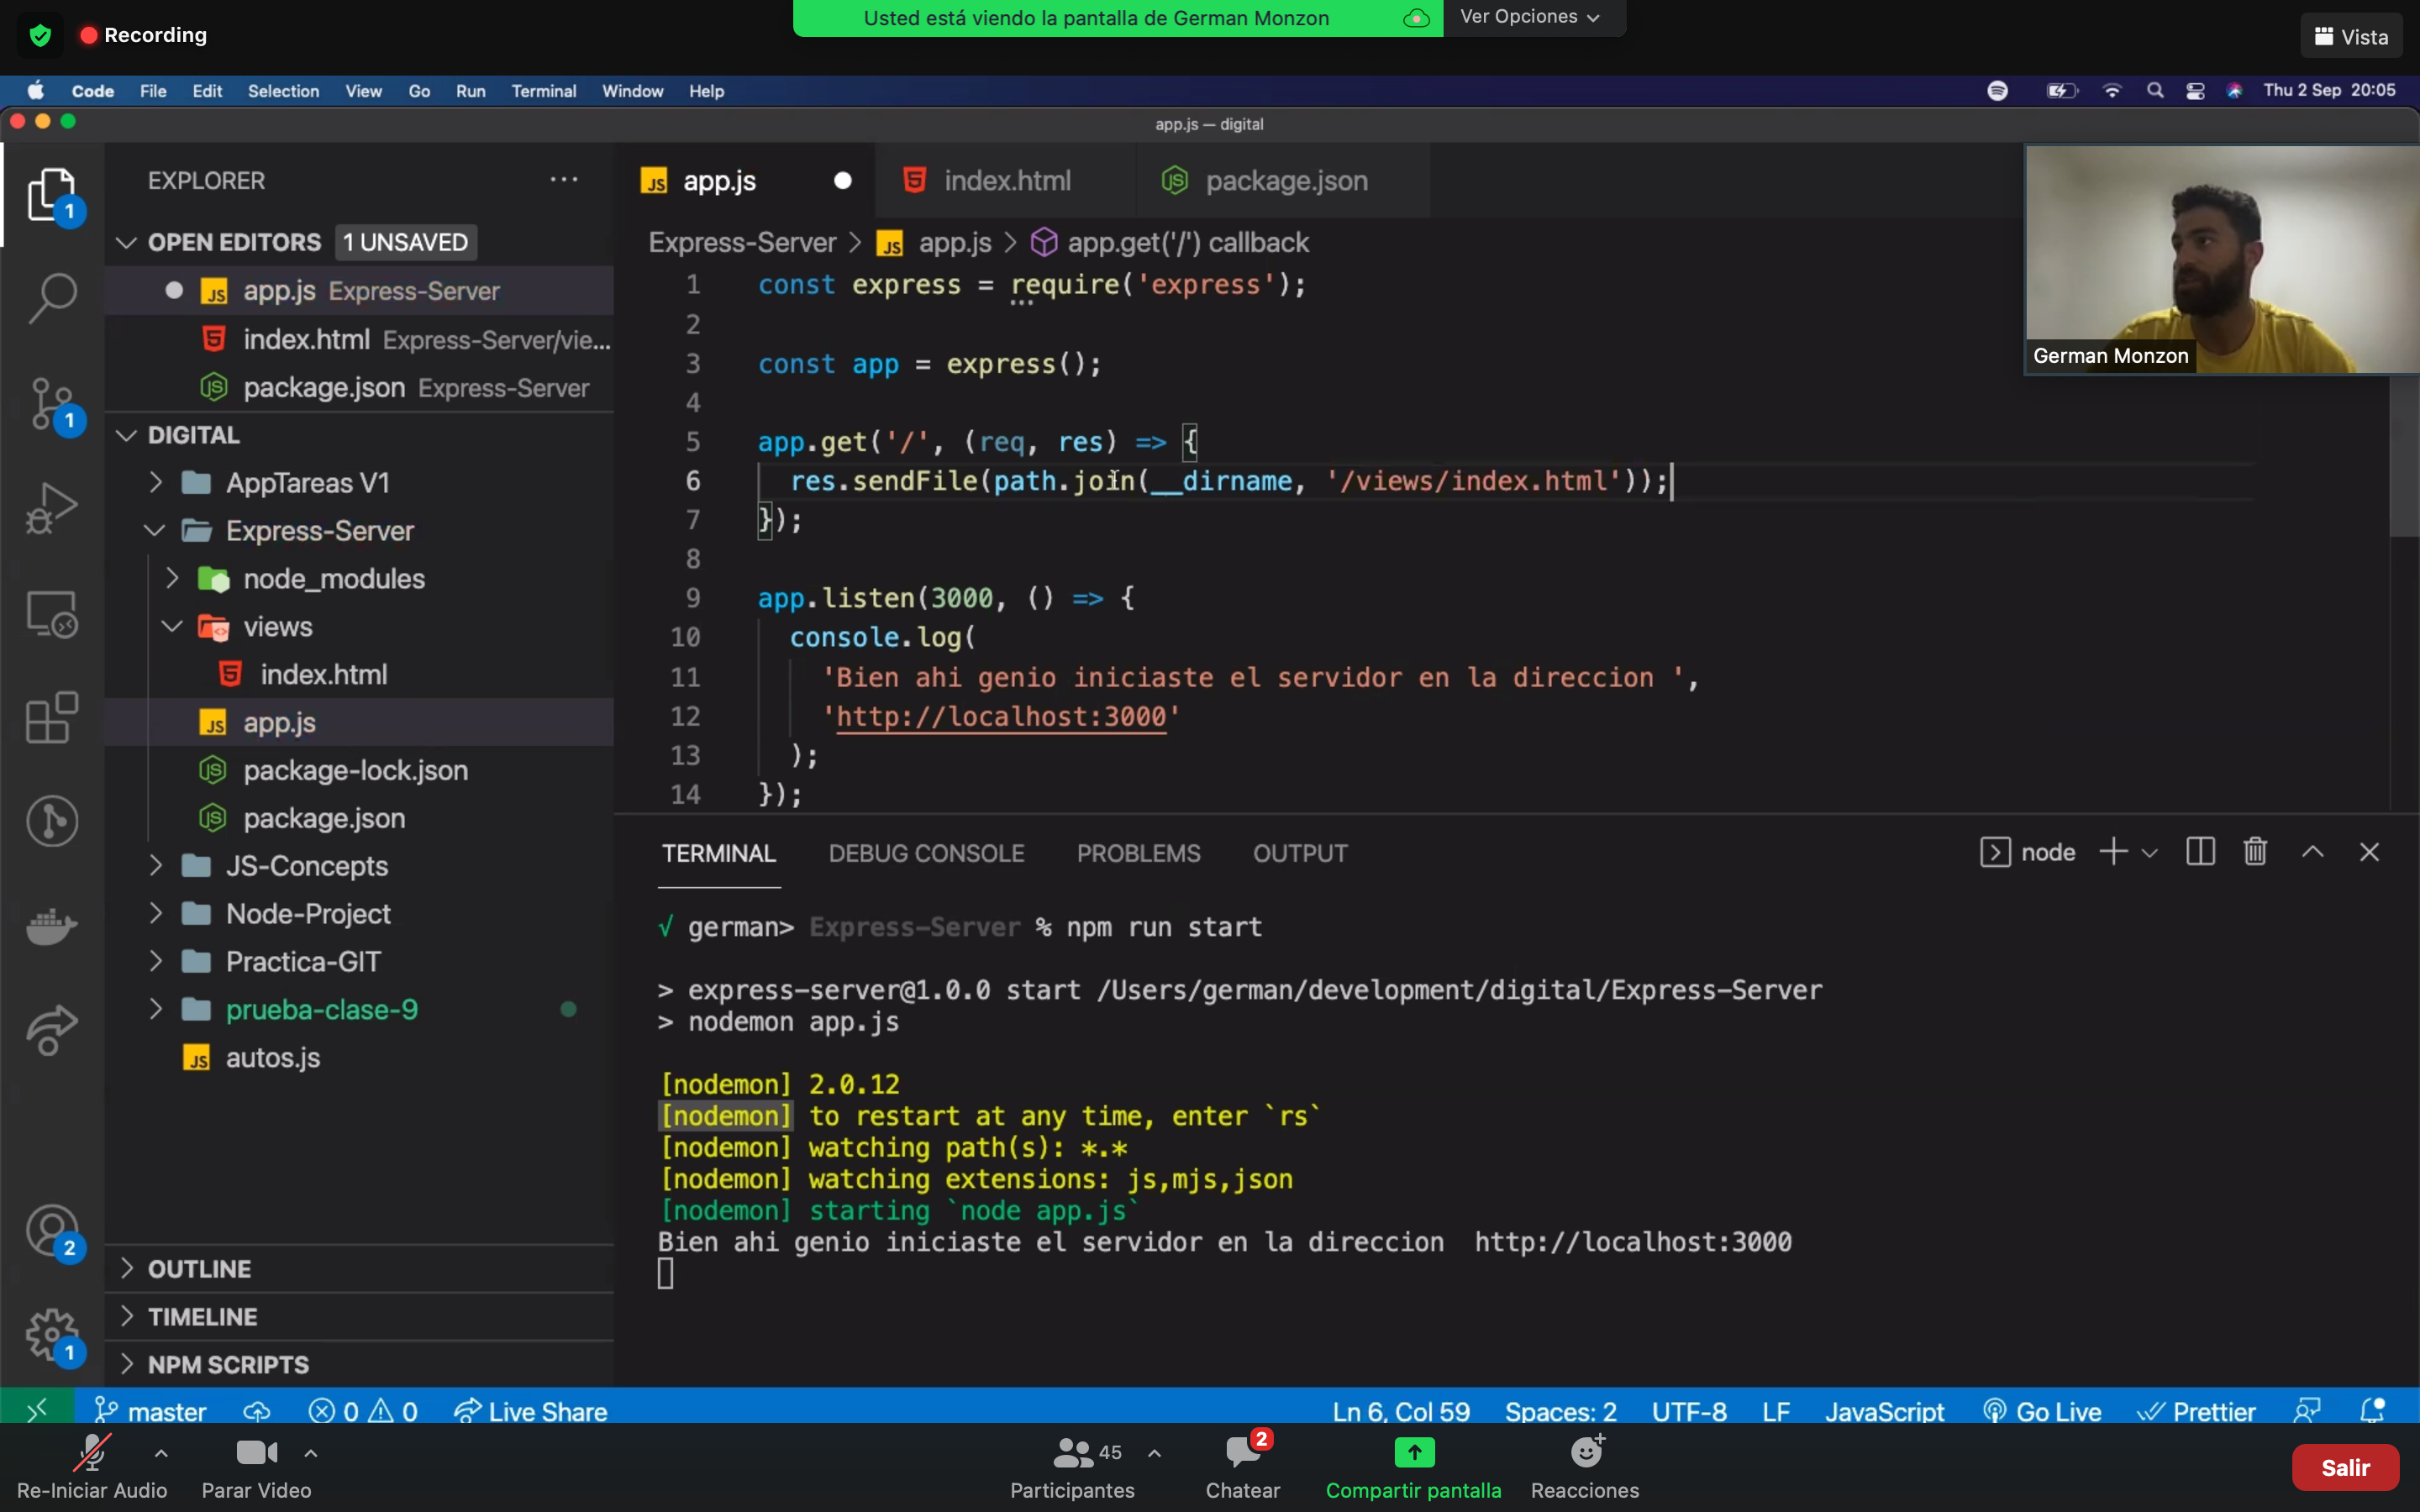 Recording
Usted está viendo la pantalla de German Monzon
Ver Opciones
Vista
Code File Edit Selection View Go Run Terminal Window Help
Thu 2 Sep 20:05
app.js — digital
EXPLORER
OPEN EDITORS 1 UNSAVED
app.js Express-Server
index.html Express-Server/vie...
package.json Express-Server
DIGITAL
AppTareas V1
Express-Server
node_modules
views
index.html
app.js
package-lock.json
package.json
JS-Concepts
Node-Project
Practica-GIT
prueba-clase-9
autos.js
OUTLINE
TIMELINE
NPM SCRIPTS
app.js index.html package.json
Express-Server > app.js > app.get('/') callback
1 const express = require('express');
2
3 const app = express();
4
5 app.get('/', (req, res) => {
6 res.sendFile(path.join(__dirname, '/views/index.html'));
7 });
8
9 app.listen(3000, () => {
10 console.log(
11 'Bien ahi genio iniciaste el servidor en la direccion ',
12 'http://localhost:3000'
13 );
14 });
German Monzon
TERMINAL DEBUG CONSOLE PROBLEMS OUTPUT
node
√ german> Express-Server % npm run start
> express-server@1.0.0 start /Users/german/development/digital/Express-Server
> nodemon app.js
[nodemon] 2.0.12
[nodemon] to restart at any time, enter `rs`
[nodemon] watching path(s): *.*
[nodemon] watching extensions: js,mjs,json
[nodemon] starting `node app.js`
Bien ahi genio iniciaste el servidor en la direccion  http://localhost:3000
master 0 0 Live Share
Ln 6, Col 59 Spaces: 2 UTF-8 LF JavaScript Go Live Prettier
Re-Iniciar Audio
Parar Video
45
Participantes
2
Chatear
Compartir pantalla
Reacciones
Salir